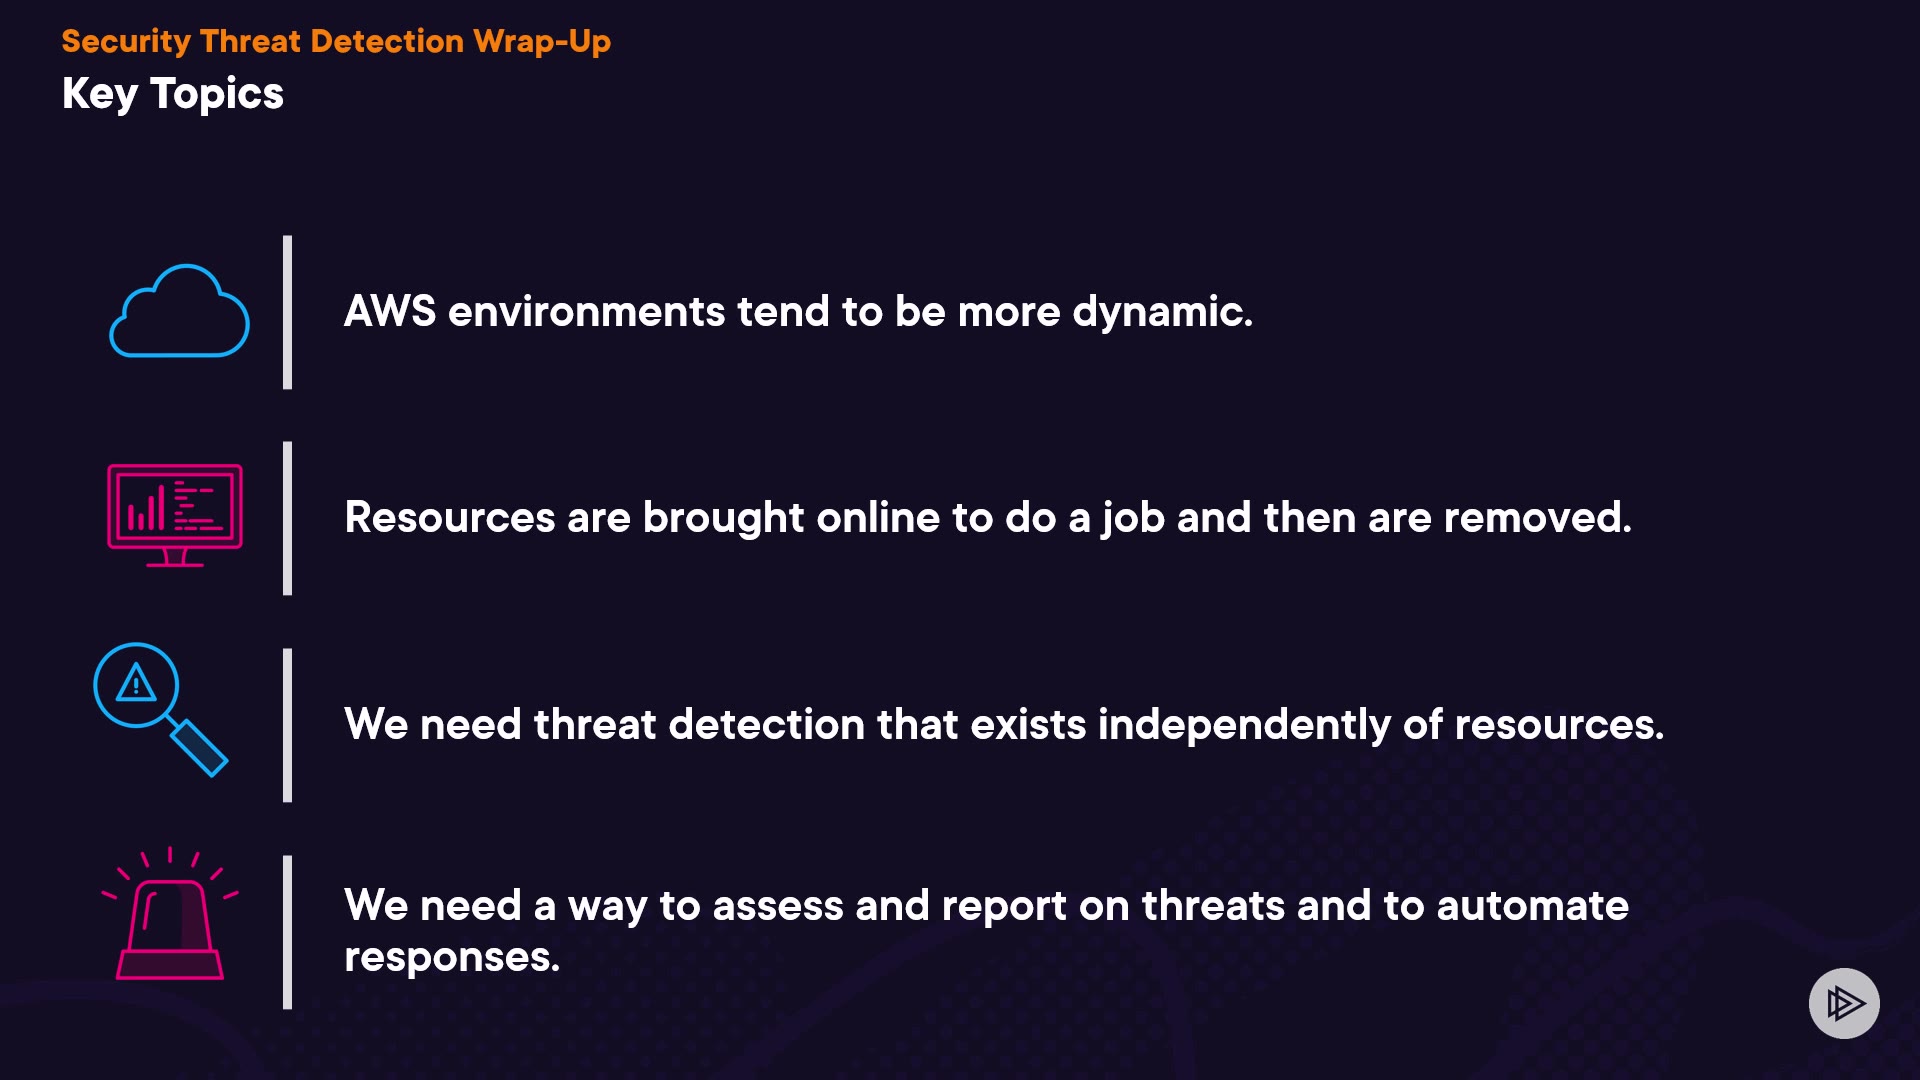 Security Threat Detection Wrap-Up
Key Topics
AWS environments tend to be more dynamic.
Resources are brought online to do a job and then are removed.
We need threat detection that exists independently of resources.
We need a way to assess and report on threats and to automate
responses.